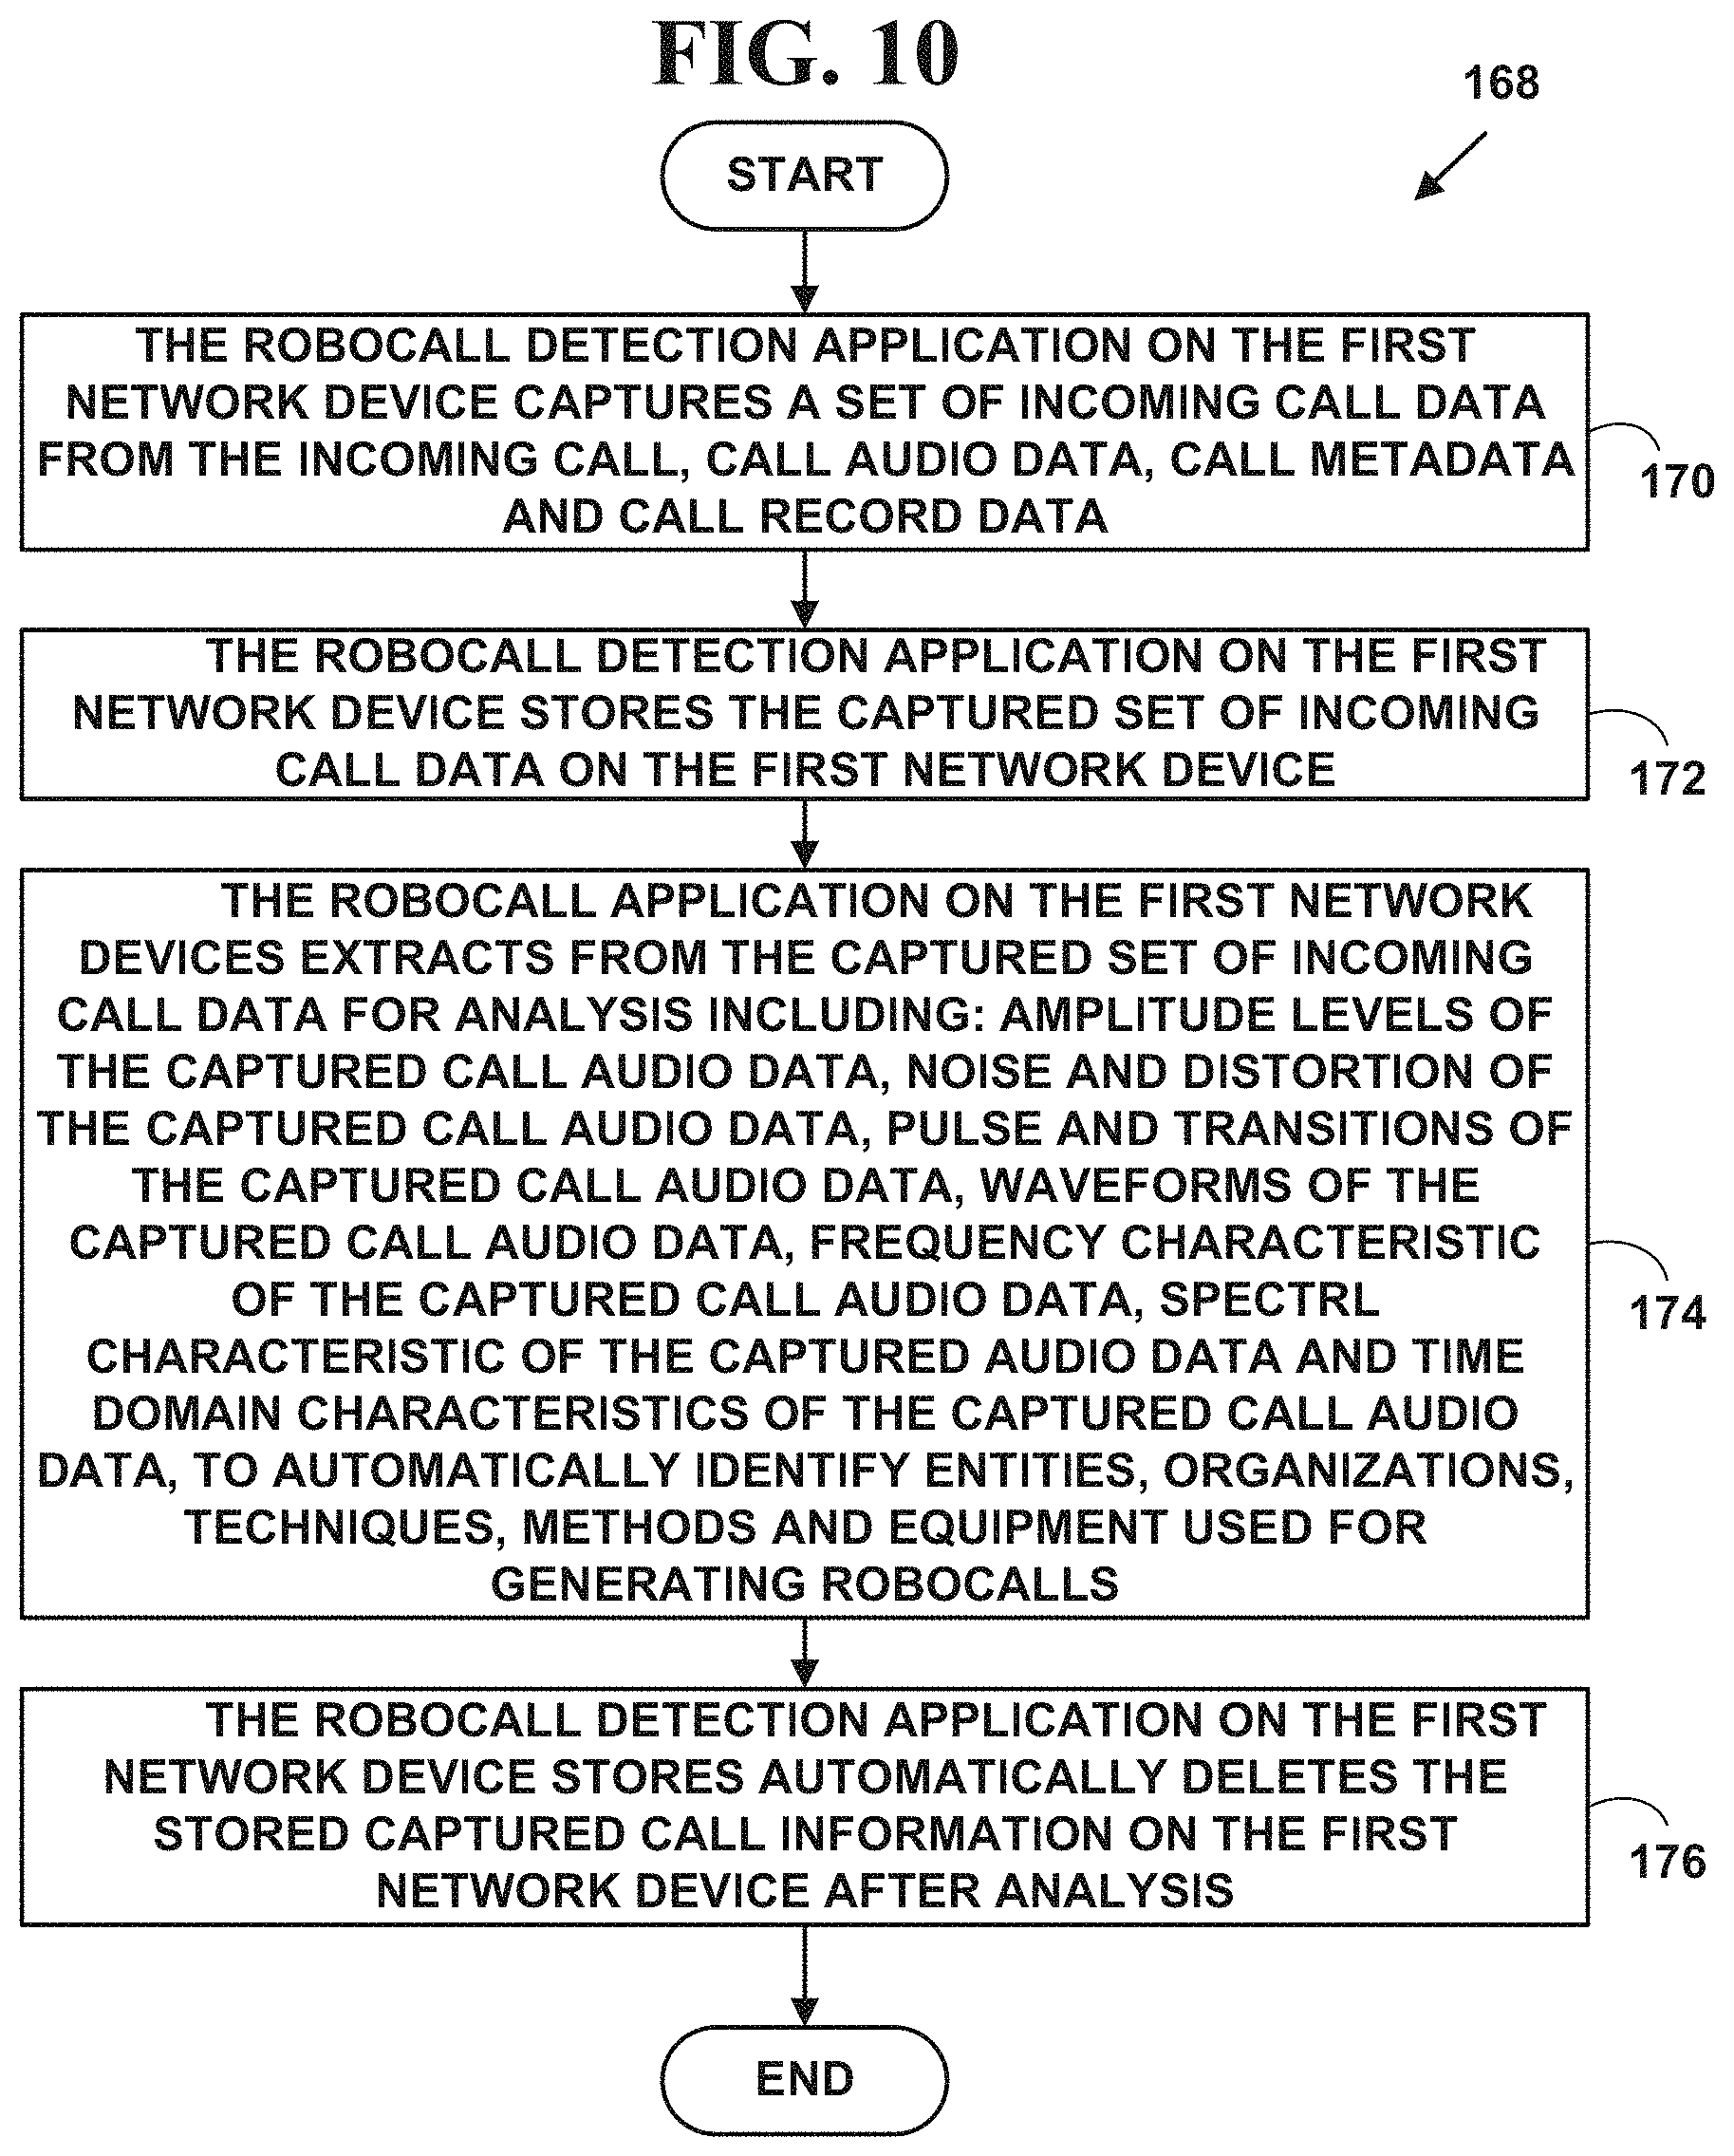 FIG. 10
168
START
THE ROBOCALL DETECTION APPLICATION ON THE FIRST
NETWORK DEVICE CAPTURES A SET OF INCOMING CALL DATA
FROM THE INCOMING CALL, CALL AUDIO DATA, CALL METADATA
AND CALL RECORD DATA
170
THE ROBOCALL DETECTION APPLICATION ON THE FIRST
NETWORK DEVICE STORES THE CAPTURED SET OF INCOMING
CALL DATA ON THE FIRST NETWORK DEVICE
172
THE ROBOCALL APPLICATION ON THE FIRST NETWORK
DEVICES EXTRACTS FROM THE CAPTURED SET OF INCOMING
CALL DATA FOR ANALYSIS INCLUDING: AMPLITUDE LEVELS OF
THE CAPTURED CALL AUDIO DATA, NOISE AND DISTORTION OF
THE CAPTURED CALL AUDIO DATA, PULSE AND TRANSITIONS OF
THE CAPTURED CALL AUDIO DATA, WAVEFORMS OF THE
CAPTURED CALL AUDIO DATA, FREQUENCY CHARACTERISTIC
OF THE CAPTURED CALL AUDIO DATA, SPECTRL
CHARACTERISTIC OF THE CAPTURED AUDIO DATA AND TIME
DOMAIN CHARACTERISTICS OF THE CAPTURED CALL AUDIO
DATA, TO AUTOMATICALLY IDENTIFY ENTITIES, ORGANIZATIONS,
TECHNIQUES, METHODS AND EQUIPMENT USED FOR
GENERATING ROBOCALLS
174
THE ROBOCALL DETECTION APPLICATION ON THE FIRST
NETWORK DEVICE STORES AUTOMATICALLY DELETES THE
STORED CAPTURED CALL INFORMATION ON THE FIRST
NETWORK DEVICE AFTER ANALYSIS
176
END